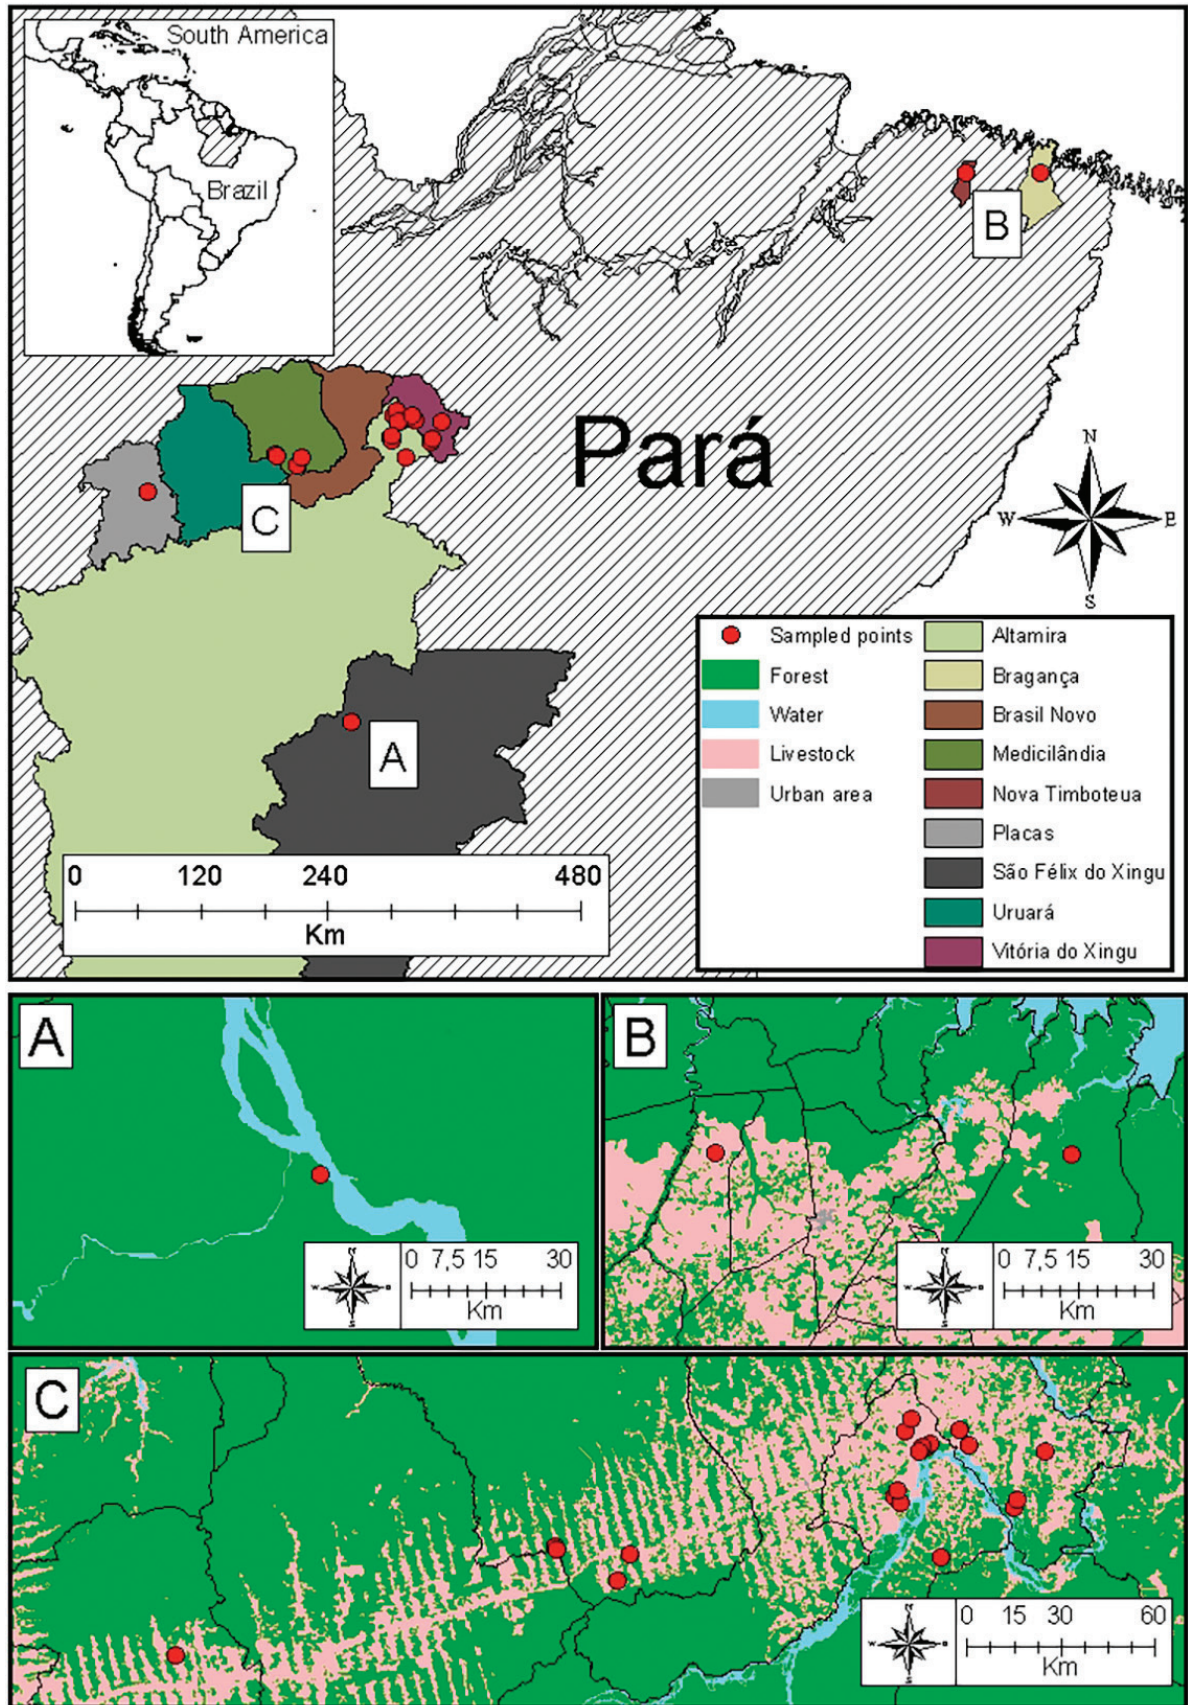 South America
Brazil
B
Pará
C
A
N
W
E
S
Sampled points
Forest
Water
Livestock
Urban area
Altamira
Bragança
Brasil Novo
Medicilândia
Nova Timboteua
Placas
São Félix do Xingu
Uruará
Vitória do Xingu
0 120 240 480
Km
A
0 7,5 15 30
Km
B
0 7,5 15 30
Km
C
0 15 30 60
Km